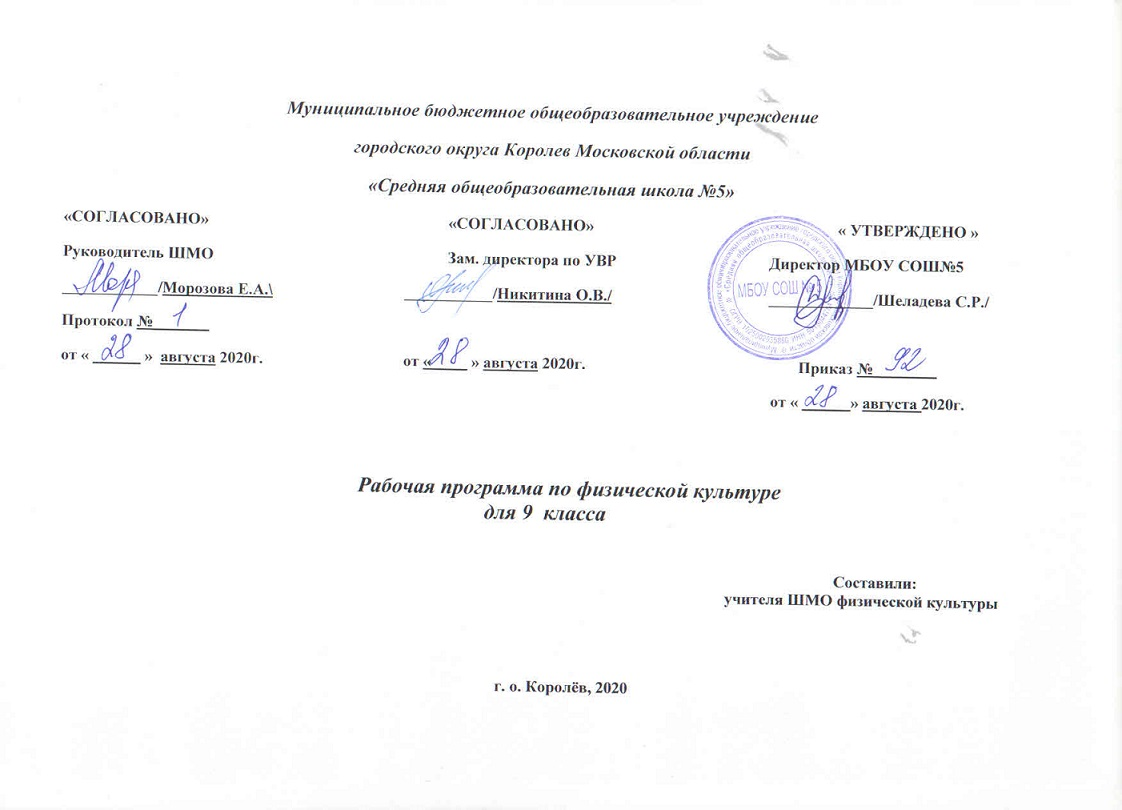 Муниципальное бюджетное общеобразовательное учреждение
городского округа Королев Московской области
«Средняя общеобразовательная школа №5»
«СОГЛАСОВАНО»
Руководитель ШМО
/Морозова Е.А.\
Протокол № 1
от « 28 » августа 2020г.
«СОГЛАСОВАНО»
Зам. директора по УВР
/Никитина О.В./
от « 28 » августа 2020г.
« УТВЕРЖДЕНО »
Директор МБОУ СОШ№5
/Шеладева С.Р./
МБОУ СОШ №5
Приказ № 92
от « 28 » августа 2020г.
Рабочая программа по физической культуре
для 9 класса
Составили:
учителя ШМО физической культуры
г. о. Королёв, 2020